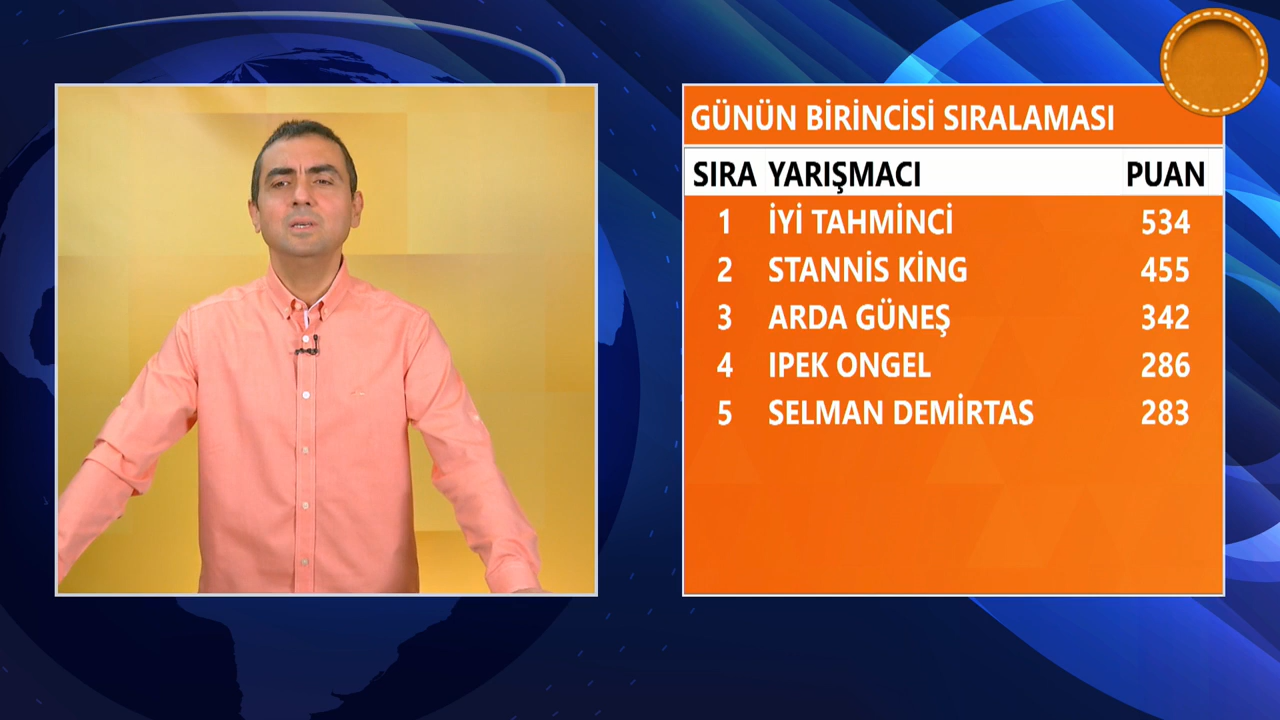 GÜNÜN BİRİNCİSİ SIRALAMASI
SIRA YARIŞMACI PUAN
1 İYİ TAHMİNCİ 534
2 STANNİS KİNG 455
3 ARDA GÜNEŞ 342
4 IPEK ONGEL 286
5 SELMAN DEMİRTAS 283